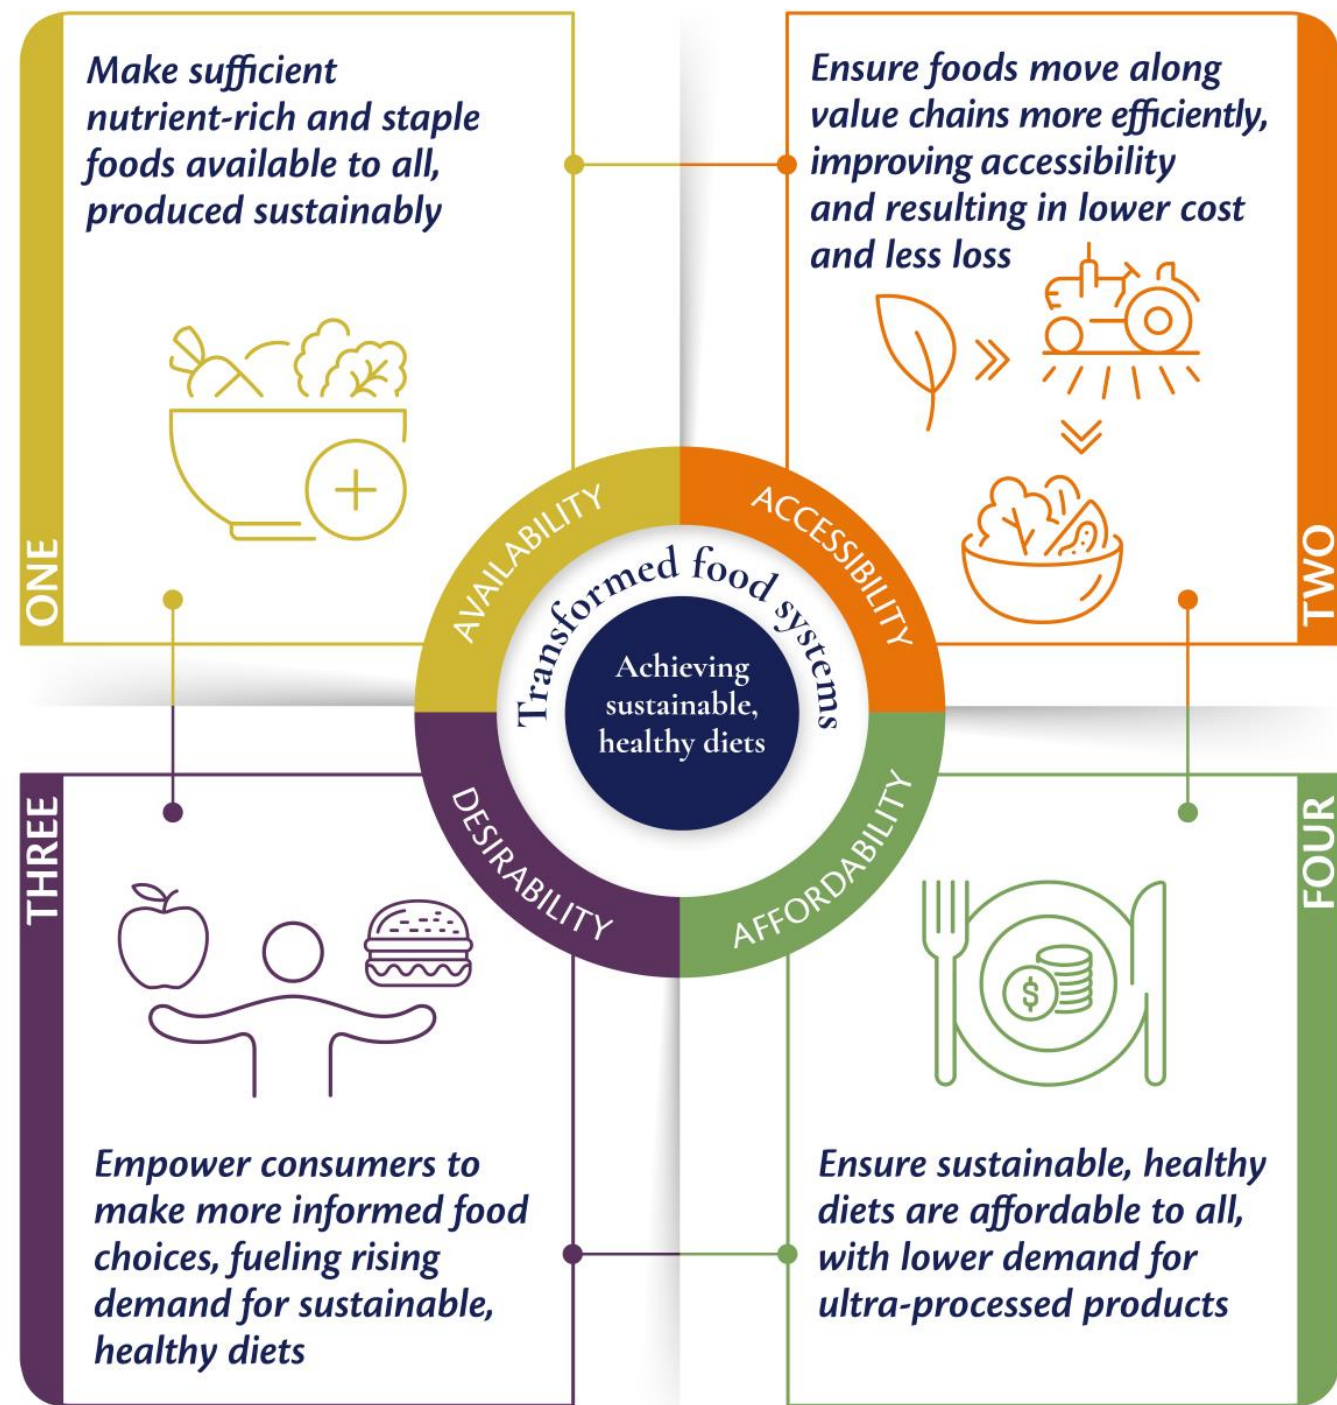 Make sufficient
nutrient-rich and staple
foods available to all,
produced sustainably
ONE
Ensure foods move along
value chains more efficiently,
improving accessibility
and resulting in lower cost
and less loss
TWO
AVAILABILITY
ACCESSIBILITY
Transformed food systems
Achieving
sustainable,
healthy diets
DESIRABILITY
AFFORDABILITY
THREE
Empower consumers to
make more informed food
choices, fueling rising
demand for sustainable,
healthy diets
FOUR
$
Ensure sustainable, healthy
diets are affordable to all,
with lower demand for
ultra-processed products